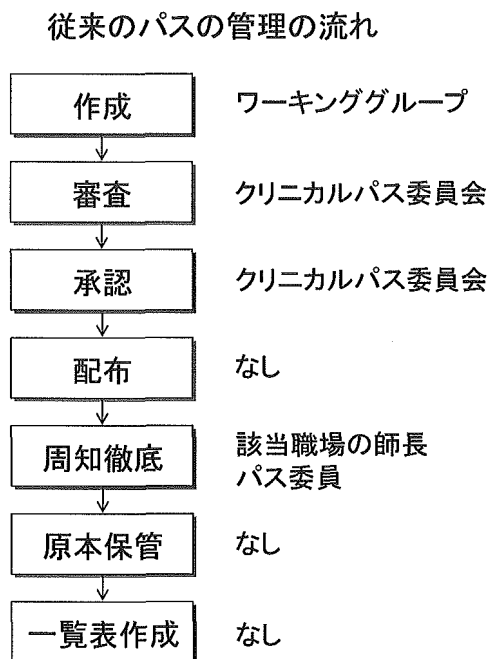 従来のパスの管理の流れ
作成 ワーキンググループ
審査 クリニカルパス委員会
承認 クリニカルパス委員会
配布 なし
周知徹底 該当職場の師長
パス委員
原本保管 なし
一覧表作成 なし